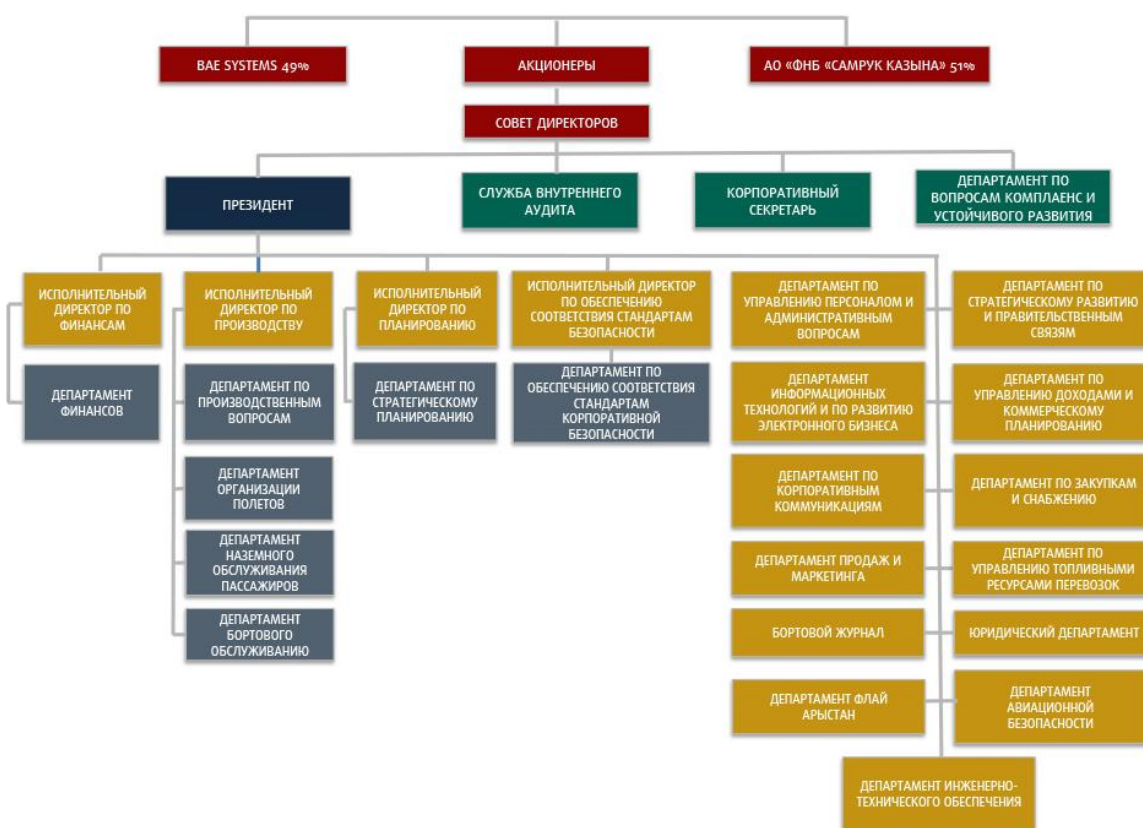 BAE SYSTEMS 49%
АКЦИОНЕРЫ
АО «ФНБ «САМРУК КАЗЫНА» 51%
СОВЕТ ДИРЕКТОРОВ
ПРЕЗИДЕНТ
СЛУЖБА ВНУТРЕННЕГО
АУДИТА
КОРПОРАТИВНЫЙ
СЕКРЕТАРЬ
ДЕПАРТАМЕНТ ПО
ВОПРОСАМ КОМПЛАЕНС И
УСТОЙЧИВОГО РАЗВИТИЯ
ИСПОЛНИТЕЛЬНЫЙ
ДИРЕКТОР ПО
ФИНАНСАМ
ИСПОЛНИТЕЛЬНЫЙ
ДИРЕКТОР ПО
ПРОИЗВОДСТВУ
ИСПОЛНИТЕЛЬНЫЙ
ДИРЕКТОР ПО
ПЛАНИРОВАНИЮ
ИСПОЛНИТЕЛЬНЫЙ ДИРЕКТОР
ПО ОБЕСПЕЧЕНИЮ
СООТВЕТСТВИЯ СТАНДАРТАМ
БЕЗОПАСНОСТИ
ДЕПАРТАМЕНТ ПО
УПРАВЛЕНИЮ ПЕРСОНАЛОМ И
АДМИНИСТРАТИВНЫМ
ВОПРОСАМ
ДЕПАРТАМЕНТ ПО
СТРАТЕГИЧЕСКОМУ РАЗВИТИЮ
И ПРАВИТЕЛЬСТВЕННЫМ
СВЯЗЯМ
ДЕПАРТАМЕНТ
ФИНАНСОВ
ДЕПАРТАМЕНТ ПО
ПРОИЗВОДСТВЕННЫМ
ВОПРОСАМ
ДЕПАРТАМЕНТ ПО
СТРАТЕГИЧЕСКОМУ
ПЛАНИРОВАНИЮ
ДЕПАРТАМЕНТ ПО
ОБЕСПЕЧЕНИЮ СООТВЕТСТВИЯ
СТАНДАРТАМ
КОРПОРАТИВНОЙ
БЕЗОПАСНОСТИ
ДЕПАРТАМЕНТ
ИНФОРМАЦИОННЫХ
ТЕХНОЛОГИЙ И ПО РАЗВИТИЮ
ЭЛЕКТРОННОГО БИЗНЕСА
ДЕПАРТАМЕНТ ПО
УПРАВЛЕНИЮ ДОХОДАМИ И
КОММЕРЧЕСКОМУ
ПЛАНИРОВАНИЮ
ДЕПАРТАМЕНТ
ОРГАНИЗАЦИИ
ПОЛЕТОВ
ДЕПАРТАМЕНТ ПО
КОРПОРАТИВНЫМ
КОММУНИКАЦИЯМ
ДЕПАРТАМЕНТ ПО ЗАКУПКАМ
И СНАБЖЕНИЮ
ДЕПАРТАМЕНТ
НАЗЕМНОГО
ОБСЛУЖИВАНИЯ
ПАССАЖИРОВ
ДЕПАРТАМЕНТ ПРОДАЖ И
МАРКЕТИНГА
ДЕПАРТАМЕНТ ПО
УПРАВЛЕНИЮ ТОПЛИВНЫМИ
РЕСУРСАМИ ПЕРЕВОЗОК
ДЕПАРТАМЕНТ
БОРТОВОГО
ОБСЛУЖИВАНИЮ
БОРТОВОЙ ЖУРНАЛ
ЮРИДИЧЕСКИЙ ДЕПАРТАМЕНТ
ДЕПАРТАМЕНТ ФЛАЙ
АРЫСТАН
ДЕПАРТАМЕНТ
АВИАЦИОННОЙ
БЕЗОПАСНОСТИ
ДЕПАРТАМЕНТ ИНЖЕНЕРНО-
ТЕХНИЧЕСКОГО ОБЕСПЕЧЕНИЯ